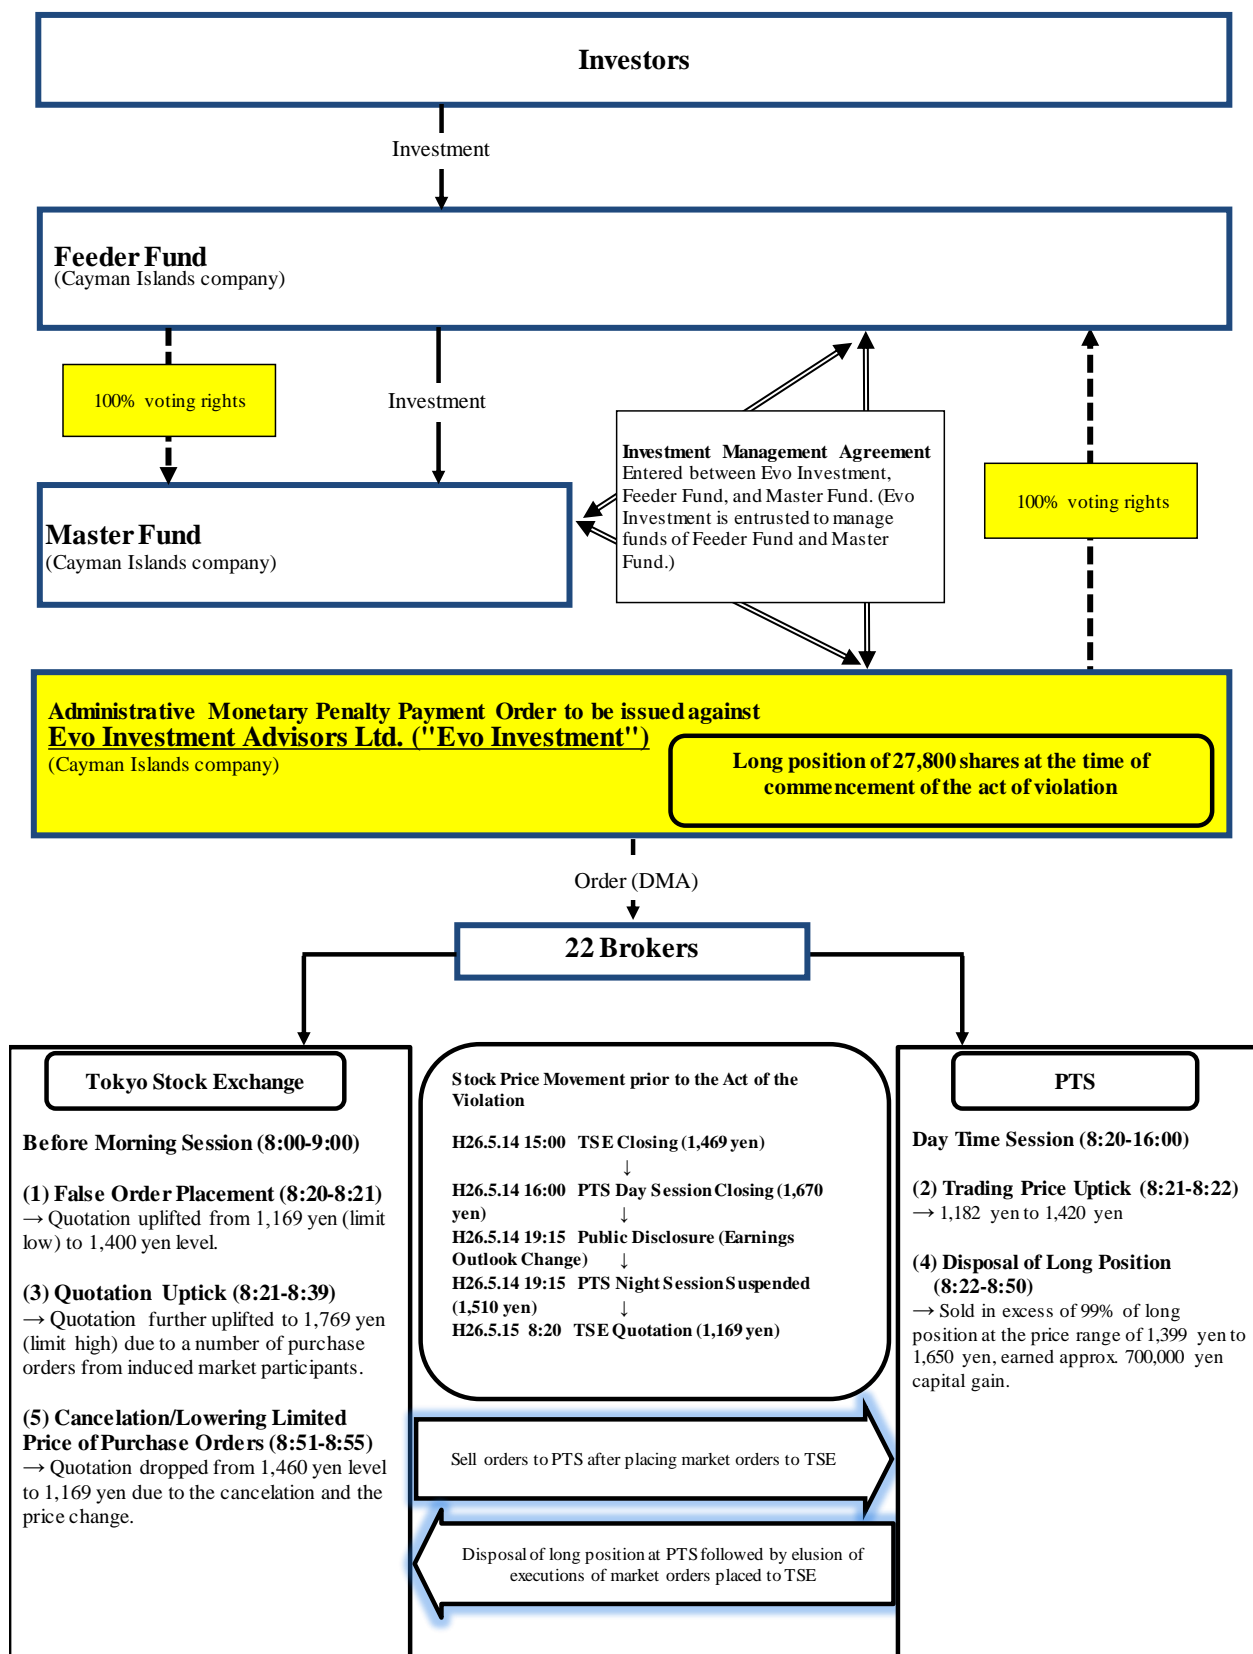 Investors
Investment
Feeder Fund
(Cayman Islands company)
100% voting rights
Investment
Investment Management Agreement
Entered between Evo Investment,
Feeder Fund, and Master Fund. (Evo
Investment is entrusted to manage
funds of Feeder Fund and Master
Fund.)
100% voting rights
Master Fund
(Cayman Islands company)
Administrative Monetary Penalty Payment Order to be issued against
Evo Investment Advisors Ltd. ("Evo Investment")
(Cayman Islands company)
Long position of 27,800 shares at the time of
commencement of the act of violation
Order (DMA)
22 Brokers
Tokyo Stock Exchange
Before Morning Session (8:00-9:00)
(1) False Order Placement (8:20-8:21)
→ Quotation uplifted from 1,169 yen (limit
low) to 1,400 yen level.
(3) Quotation Uptick (8:21-8:39)
→ Quotation further uplifted to 1,769 yen
(limit high) due to a number of purchase
orders from induced market participants.
(5) Cancelation/Lowering Limited
Price of Purchase Orders (8:51-8:55)
→ Quotation dropped from 1,460 yen level
to 1,169 yen due to the cancelation and the
price change.
Stock Price Movement prior to the Act of the
Violation
H26.5.14 15:00 TSE Closing (1,469 yen)
↓
H26.5.14 16:00 PTS Day Session Closing (1,670
yen) ↓
H26.5.14 19:15 Public Disclosure (Earnings
Outlook Change) ↓
H26.5.14 19:15 PTS Night Session Suspended
(1,510 yen) ↓
H26.5.15 8:20 TSE Quotation (1,169 yen)
PTS
Day Time Session (8:20-16:00)
(2) Trading Price Uptick (8:21-8:22)
→ 1,182 yen to 1,420 yen
(4) Disposal of Long Position
(8:22-8:50)
→ Sold in excess of 99% of long
position at the price range of 1,399 yen to
1,650 yen, earned approx. 700,000 yen
capital gain.
Sell orders to PTS after placing market orders to TSE
Disposal of long position at PTS followed by elusion of
executions of market orders placed to TSE